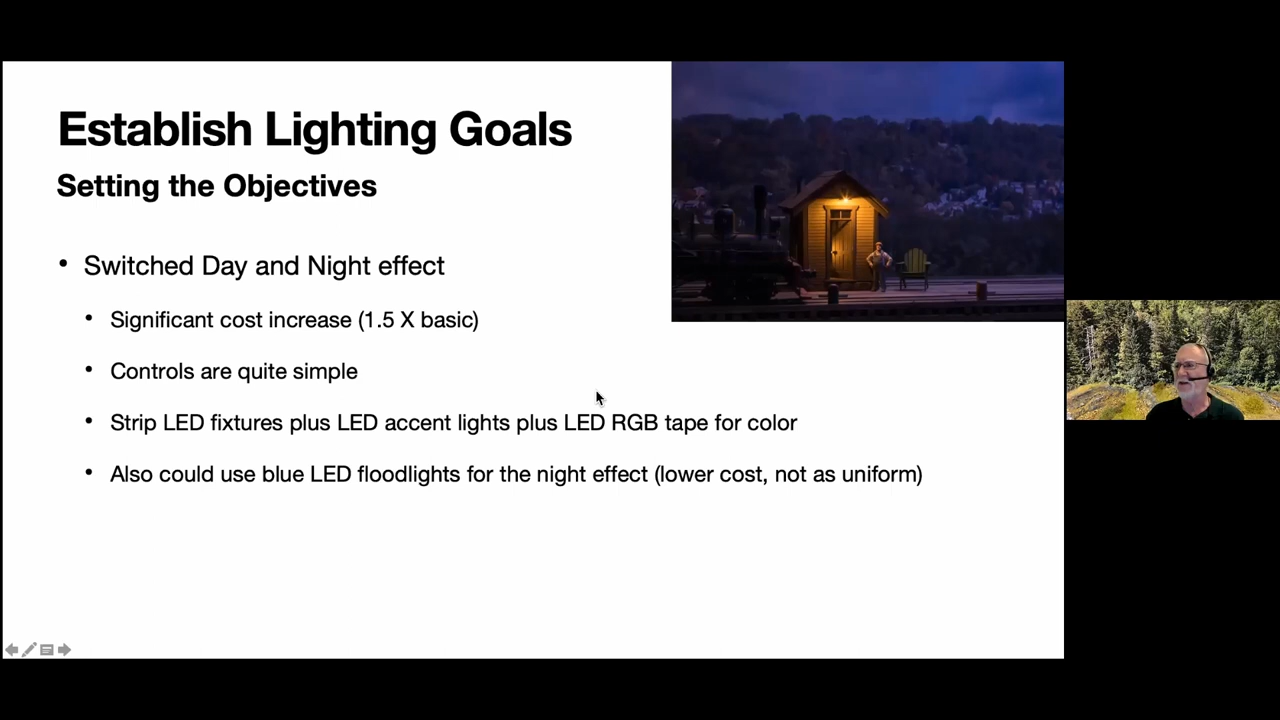 Establish Lighting Goals
Setting the Objectives
• Switched Day and Night effect
• Significant cost increase (1.5 X basic)
• Controls are quite simple
• Strip LED fixtures plus LED accent lights plus LED RGB tape for color
• Also could use blue LED floodlights for the night effect (lower cost, not as uniform)